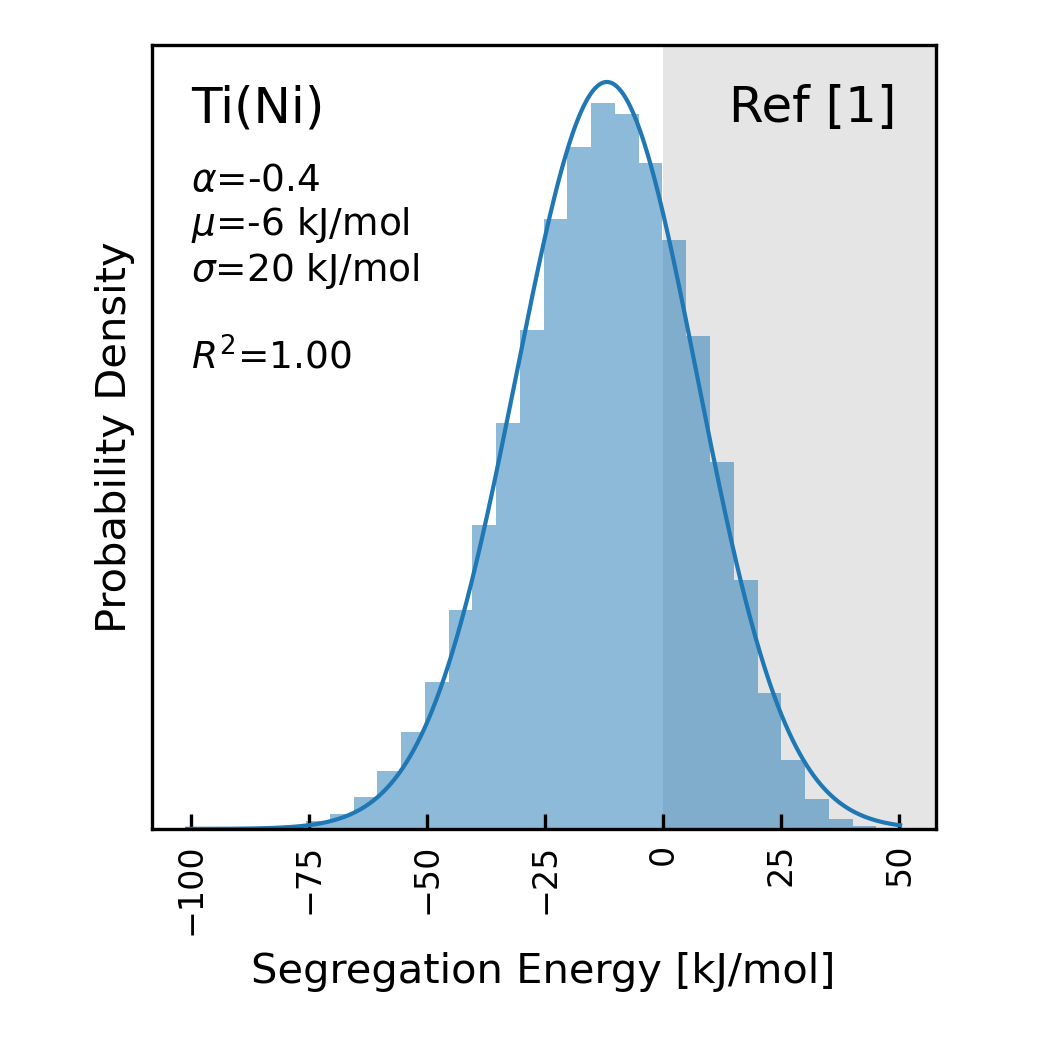 Ti(Ni)
Ref [1]
α=-0.4
μ=-6 kJ/mol
σ=20 kJ/mol
R²=1.00
Probability Density
−100
−75
−50
−25
0
25
50
Segregation Energy [kJ/mol]